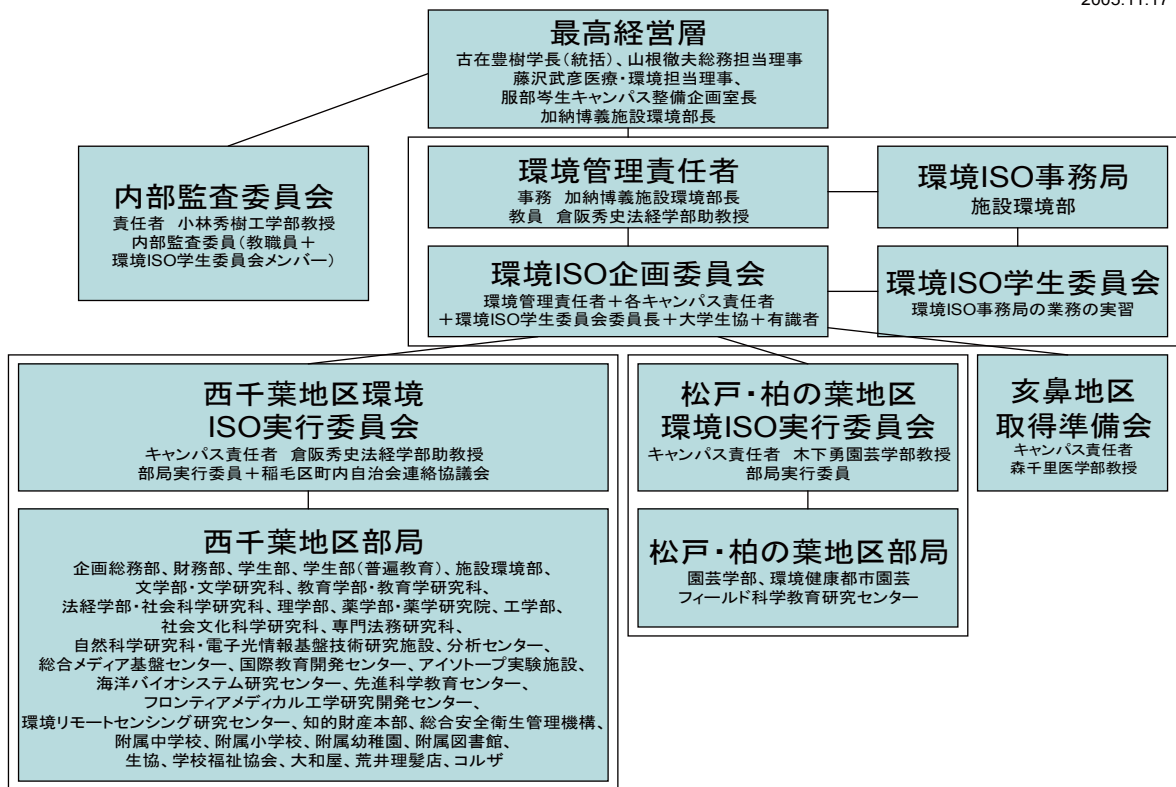 2005.11.17
最高経営層
古在豊樹学長（統括）、山根徹夫総務担当理事
藤沢武彦医療・環境担当理事、
服部岑生キャンパス整備企画室長
加納博義施設環境部長
内部監査委員会
責任者　小林秀樹工学部教授
内部監査委員（教職員＋
環境ISO学生委員会メンバー）
環境管理責任者
事務　加納博義施設環境部長
教員　倉阪秀史法経学部助教授
環境ISO事務局
施設環境部
環境ISO企画委員会
環境管理責任者＋各キャンパス責任者
＋環境ISO学生委員会委員長＋大学生協＋有識者
環境ISO学生委員会
環境ISO事務局の業務の実習
西千葉地区環境
ISO実行委員会
キャンパス責任者　倉阪秀史法経学部助教授
部局実行委員＋稲毛区町内自治会連絡協議会
松戸・柏の葉地区
環境ISO実行委員会
キャンパス責任者　木下勇園芸学部教授
部局実行委員
亥鼻地区
取得準備会
キャンパス責任者
森千里医学部教授
西千葉地区部局
企画総務部、財務部、学生部、学生部（普遍教育）、施設環境部、
文学部・文学研究科、教育学部・教育学研究科、
法経学部・社会科学研究科、理学部、薬学部・薬学研究院、工学部、
社会文化科学研究科、専門法務研究科、
自然科学研究科・電子光情報基盤技術研究施設、分析センター、
総合メディア基盤センター、国際教育開発センター、アイソトープ実験施設、
海洋バイオシステム研究センター、先進科学教育センター、
フロンティアメディカル工学研究開発センター、
環境リモートセンシング研究センター、知的財産本部、総合安全衛生管理機構、
附属中学校、附属小学校、附属幼稚園、附属図書館、
生協、学校福祉協会、大和屋、荒井理髪店、コルザ
松戸・柏の葉地区部局
園芸学部、環境健康都市園芸
フィールド科学教育研究センター